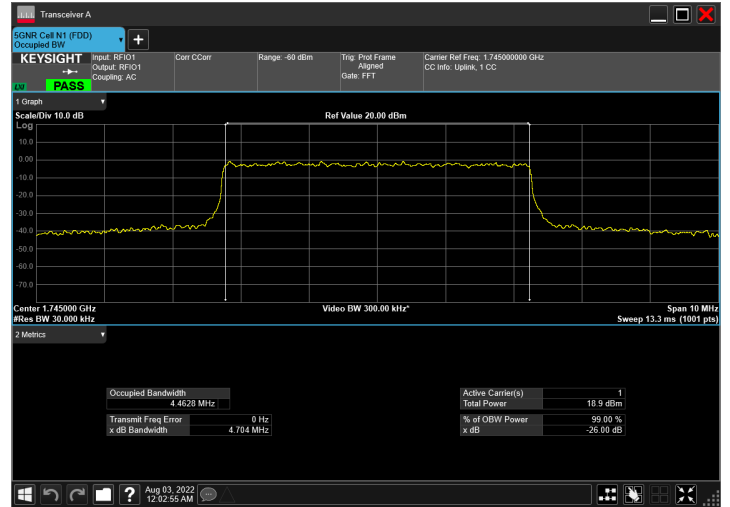 Transceiver A
5GNR Cell N1 (FDD)
Occupied BW
KEYSIGHT
LXI
PASS
Input: RFIO1
Output: RFIO1
Coupling: AC
Corr CCorr
Range: -60 dBm
Trig: Prot Frame
Aligned
Gate: FFT
Carrier Ref Freq: 1.745000000 GHz
CC Info: Uplink, 1 CC
1 Graph
Scale/Div 10.0 dB
Ref Value 20.00 dBm
Log
10.0
0.00
-10.0
-20.0
-30.0
-40.0
-50.0
-60.0
-70.0
Center 1.745000 GHz
Video BW 300.00 kHz*
Span 10 MHz
#Res BW 30.000 kHz
Sweep 13.3 ms (1001 pts)
2 Metrics
Occupied Bandwidth
4.4628 MHz
Transmit Freq Error 0 Hz
x dB Bandwidth 4.704 MHz
Active Carrier(s) 1
Total Power 18.9 dBm
% of OBW Power 99.00 %
x dB -26.00 dB
?
Aug 03, 2022
12:02:55 AM